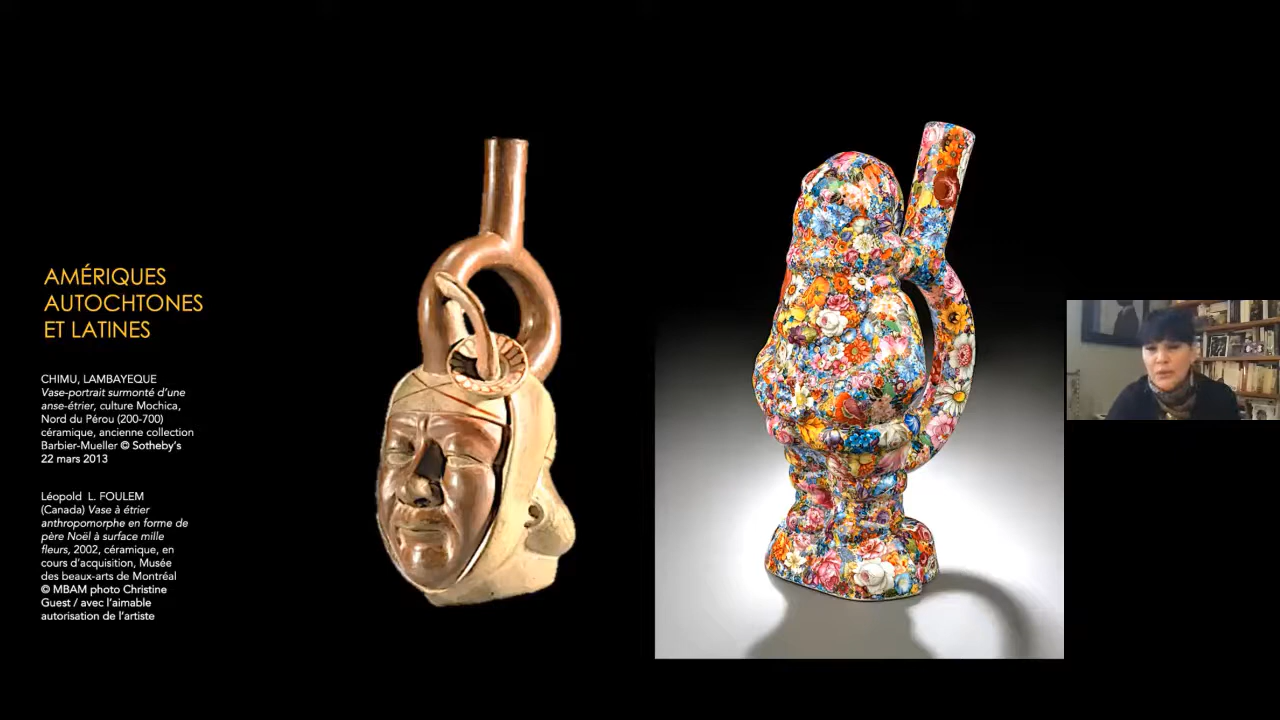 AMÉRIQUES
AUTOCHTONES
ET LATINES
CHIMU, LAMBAYEQUE
Vase-portrait surmonté d'une
anse-étrier, culture Mochica,
Nord du Pérou (200-700)
céramique, ancienne collection
Barbier-Mueller © Sotheby's
22 mars 2013
Léopold L. FOULEM
(Canada) Vase à étrier
anthropomorphe en forme de
père Noël à surface mille
fleurs, 2002, céramique, en
cours d'acquisition, Musée
des beaux-arts de Montréal
© MBAM photo Christine
Guest / avec l'aimable
autorisation de l'artiste